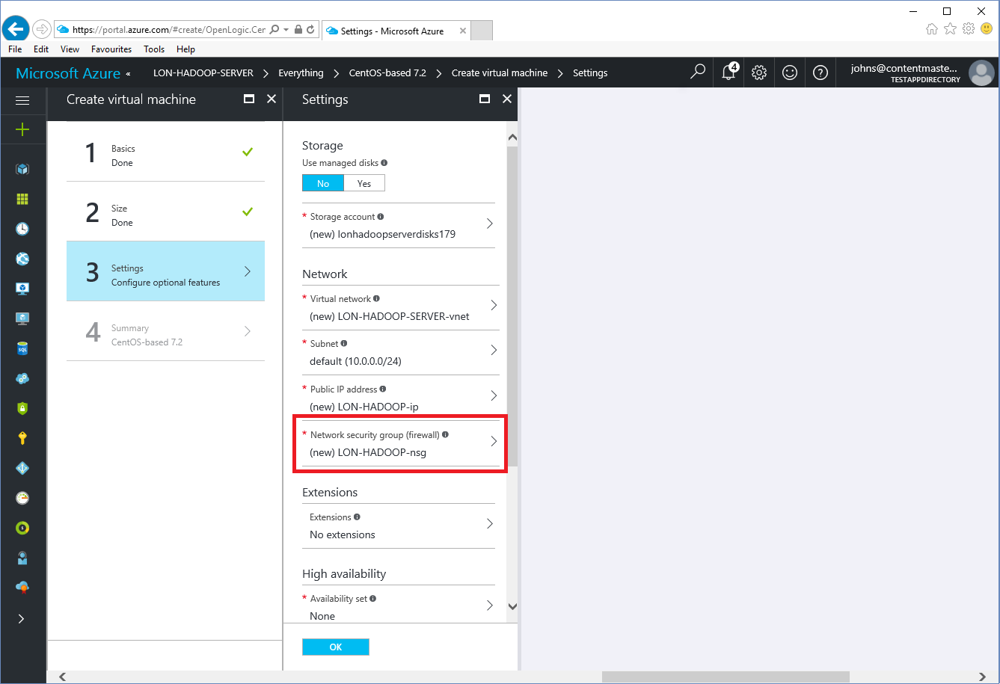 https://portal.azure.com/#create/OpenLogic.Cer
Settings - Microsoft Azure
File Edit View Favourites Tools Help
Microsoft Azure «
LON-HADOOP-SERVER > Everything > CentOS-based 7.2 > Create virtual machine > Settings
4
johns@contentmaste...
TESTAPPDIRECTORY
Create virtual machine
1
Basics
Done
2
Size
Done
3
Settings
Configure optional features
4
Summary
CentOS-based 7.2
SQL
Settings
Storage
Use managed disks
No Yes
* Storage account
(new) lonhadoopserverdisks179
Network
* Virtual network
(new) LON-HADOOP-SERVER-vnet
* Subnet
default (10.0.0.0/24)
* Public IP address
(new) LON-HADOOP-ip
* Network security group (firewall)
(new) LON-HADOOP-nsg
Extensions
Extensions
No extensions
High availability
* Availability set
None
OK